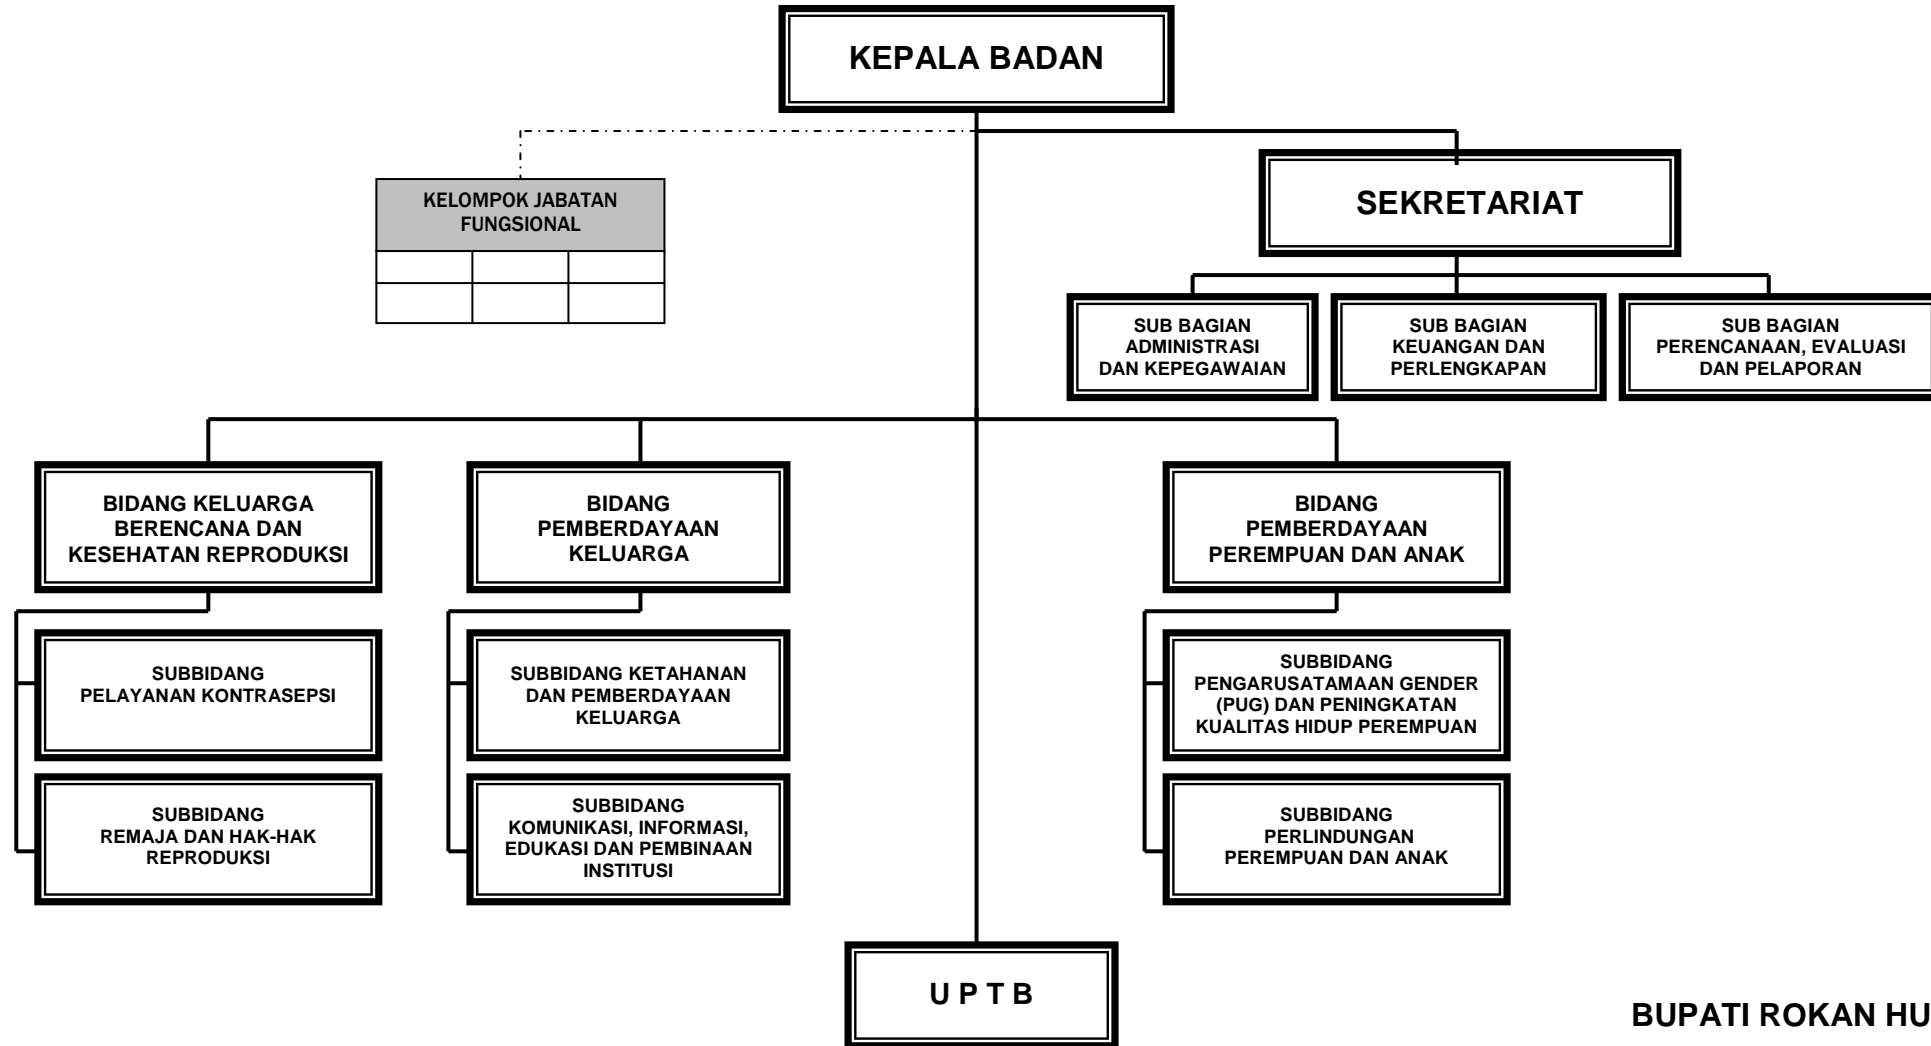 KEPALA BADAN
KELOMPOK JABATAN
FUNGSIONAL
SEKRETARIAT
SUB BAGIAN
ADMINISTRASI
DAN KEPEGAWAIAN
SUB BAGIAN
KEUANGAN DAN
PERLENGKAPAN
SUB BAGIAN
PERENCANAAN, EVALUASI
DAN PELAPORAN
BIDANG KELUARGA
BERENCANA DAN
KESEHATAN REPRODUKSI
BIDANG
PEMBERDAYAAN
KELUARGA
BIDANG
PEMBERDAYAAN
PEREMPUAN DAN ANAK
SUBBIDANG
PELAYANAN KONTRASEPSI
SUBBIDANG KETAHANAN
DAN PEMBERDAYAAN
KELUARGA
SUBBIDANG
PENGARUSATAMAAN GENDER
(PUG) DAN PENINGKATAN
KUALITAS HIDUP PEREMPUAN
SUBBIDANG
REMAJA DAN HAK-HAK
REPRODUKSI
SUBBIDANG
KOMUNIKASI, INFORMASI,
EDUKASI DAN PEMBINAAN
INSTITUSI
SUBBIDANG
PERLINDUNGAN
PEREMPUAN DAN ANAK
U P T B
BUPATI ROKAN HU